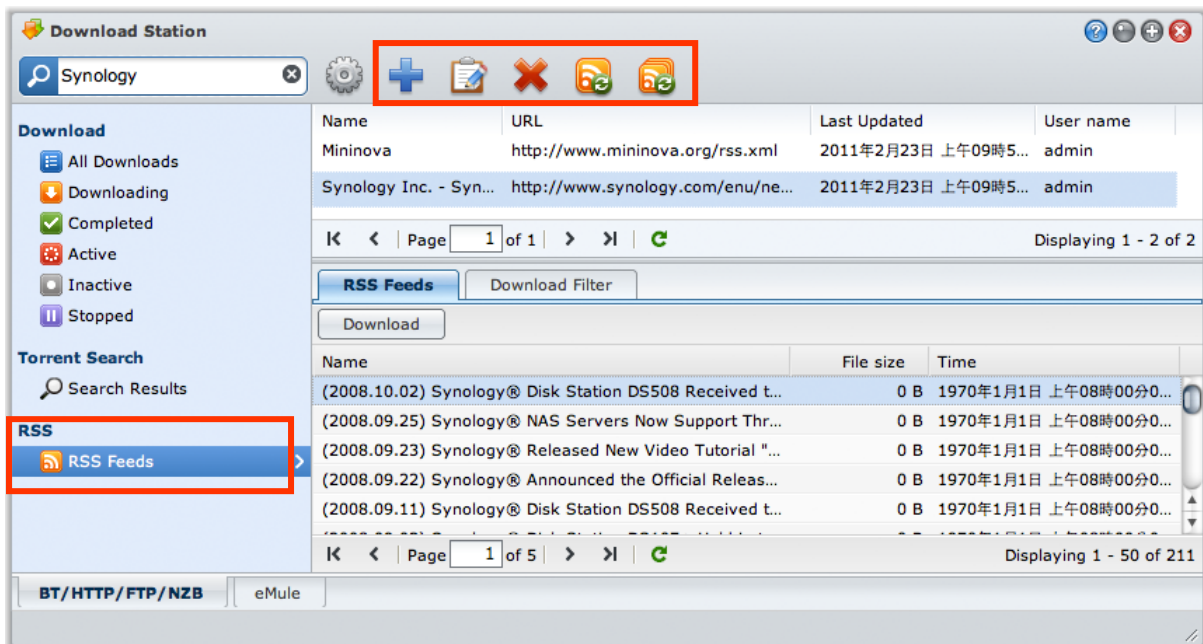 Download Station
Synology
Download
All Downloads
Downloading
Completed
Active
Inactive
Stopped
Torrent Search
Search Results
RSS
RSS Feeds
Name URL Last Updated User name
Mininova http://www.mininova.org/rss.xml 2011年2月23日 上午09時5... admin
Synology Inc. - Syn... http://www.synology.com/enu/ne... 2011年2月23日 上午09時5... admin
Page 1 of 1 Displaying 1 - 2 of 2
RSS Feeds Download Filter
Download
Name File size Time
(2008.10.02) Synology® Disk Station DS508 Received t... 0 B 1970年1月1日 上午08時00分0...
(2008.09.25) Synology® NAS Servers Now Support Thr... 0 B 1970年1月1日 上午08時00分0...
(2008.09.23) Synology® Released New Video Tutorial "... 0 B 1970年1月1日 上午08時00分0...
(2008.09.22) Synology® Announced the Official Releas... 0 B 1970年1月1日 上午08時00分0...
(2008.09.11) Synology® Disk Station DS508 Received t... 0 B 1970年1月1日 上午08時00分0...
Page 1 of 5 Displaying 1 - 50 of 211
BT/HTTP/FTP/NZB eMule